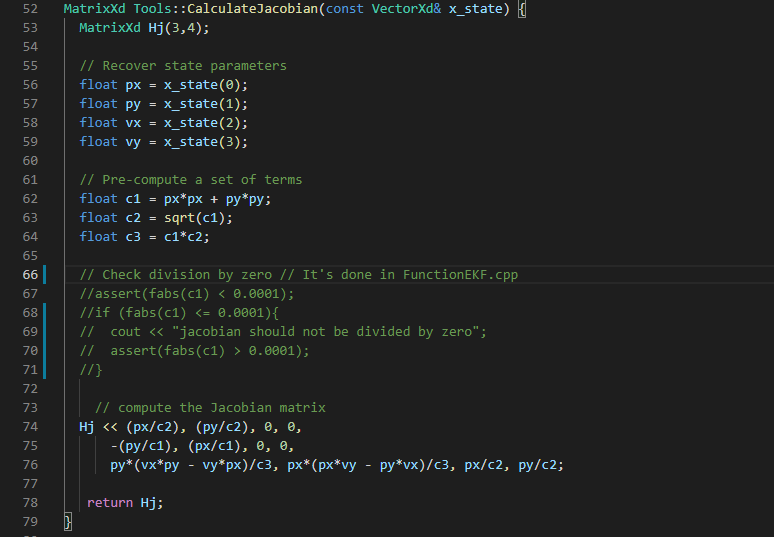 52 MatrixXd Tools::CalculateJacobian(const VectorXd& x_state) {
53 MatrixXd Hj(3,4);
54
55 // Recover state parameters
56 float px = x_state(0);
57 float py = x_state(1);
58 float vx = x_state(2);
59 float vy = x_state(3);
60
61 // Pre-compute a set of terms
62 float c1 = px*px + py*py;
63 float c2 = sqrt(c1);
64 float c3 = c1*c2;
65
66 // Check division by zero // It's done in FunctionEKF.cpp
67 //assert(fabs(c1) < 0.0001);
68 //if (fabs(c1) <= 0.0001){
69 //  cout << "jacobian should not be divided by zero";
70 //  assert(fabs(c1) > 0.0001);
71 //}
72
73 // compute the Jacobian matrix
74 Hj << (px/c2), (py/c2), 0, 0,
75 -(py/c1), (px/c1), 0, 0,
76 py*(vx*py - vy*px)/c3, px*(px*vy - py*vx)/c3, px/c2, py/c2;
77
78 return Hj;
79 }